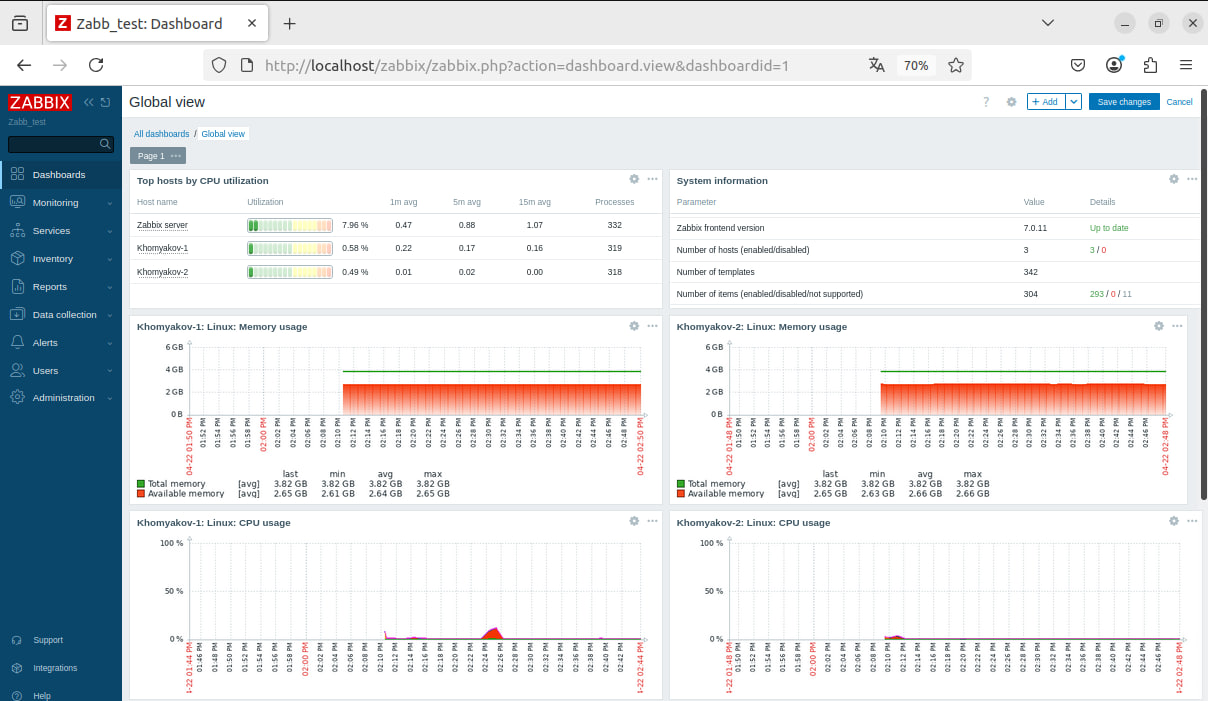 Zabb_test: Dashboard
http://localhost/zabbix/zabbix.php?action=dashboard.view&dashboardid=1
70%
ZABBIX
Zabb_test
Dashboards
Monitoring
Services
Inventory
Reports
Data collection
Alerts
Users
Administration
Support
Integrations
Help
Global view
? + Add Save changes Cancel
All dashboards / Global view
Page 1
Top hosts by CPU utilization
Host name Utilization 1m avg 5m avg 15m avg Processes
Zabbix server 7.96 % 0.47 0.88 1.07 332
Khomyakov-1 0.58 % 0.22 0.17 0.16 319
Khomyakov-2 0.49 % 0.01 0.02 0.00 318
System information
Parameter Value Details
Zabbix frontend version 7.0.11 Up to date
Number of hosts (enabled/disabled) 3 3 / 0
Number of templates 342
Number of items (enabled/disabled/not supported) 304 293 / 0 / 11
Khomyakov-1: Linux: Memory usage
6 GB
4 GB
2 GB
0 B
04-22 01:50 PM 01:52 PM 01:54 PM 01:56 PM 01:58 PM 02:00 PM 02:02 PM 02:04 PM 02:06 PM 02:08 PM 02:10 PM 02:12 PM 02:14 PM 02:16 PM 02:18 PM 02:20 PM 02:22 PM 02:24 PM 02:26 PM 02:28 PM 02:30 PM 02:32 PM 02:34 PM 02:36 PM 02:38 PM 02:40 PM 02:42 PM 02:44 PM 02:46 PM 02:48 PM 04-22 02:50 PM
last min avg max
Total memory [avg] 3.82 GB 3.82 GB 3.82 GB 3.82 GB
Available memory [avg] 2.65 GB 2.61 GB 2.64 GB 2.65 GB
Khomyakov-2: Linux: Memory usage
6 GB
4 GB
2 GB
0 B
04-22 01:48 PM 01:50 PM 01:52 PM 01:54 PM 01:56 PM 01:58 PM 02:00 PM 02:02 PM 02:04 PM 02:06 PM 02:08 PM 02:10 PM 02:12 PM 02:14 PM 02:16 PM 02:18 PM 02:20 PM 02:22 PM 02:24 PM 02:26 PM 02:28 PM 02:30 PM 02:32 PM 02:34 PM 02:36 PM 02:38 PM 02:40 PM 02:42 PM 02:44 PM 02:46 PM 04-22 02:48 PM
last min avg max
Total memory [avg] 3.82 GB 3.82 GB 3.82 GB 3.82 GB
Available memory [avg] 2.65 GB 2.63 GB 2.66 GB 2.66 GB
Khomyakov-1: Linux: CPU usage
100 %
50 %
0 %
1-22 01:44 PM 01:46 PM 01:48 PM 01:50 PM 01:52 PM 01:54 PM 01:56 PM 01:58 PM 02:00 PM 02:02 PM 02:04 PM 02:06 PM 02:08 PM 02:10 PM 02:12 PM 02:14 PM 02:16 PM 02:18 PM 02:20 PM 02:22 PM 02:24 PM 02:26 PM 02:28 PM 02:30 PM 02:32 PM 02:34 PM 02:36 PM 02:38 PM 02:40 PM 02:42 PM 1-22 02:44 PM
Khomyakov-2: Linux: CPU usage
100 %
50 %
0 %
1-22 01:48 PM 01:50 PM 01:52 PM 01:54 PM 01:56 PM 01:58 PM 02:00 PM 02:02 PM 02:04 PM 02:06 PM 02:08 PM 02:10 PM 02:12 PM 02:14 PM 02:16 PM 02:18 PM 02:20 PM 02:22 PM 02:24 PM 02:26 PM 02:28 PM 02:30 PM 02:32 PM 02:34 PM 02:36 PM 02:38 PM 02:40 PM 02:42 PM 02:44 PM 02:46 PM 1-22 02:48 PM